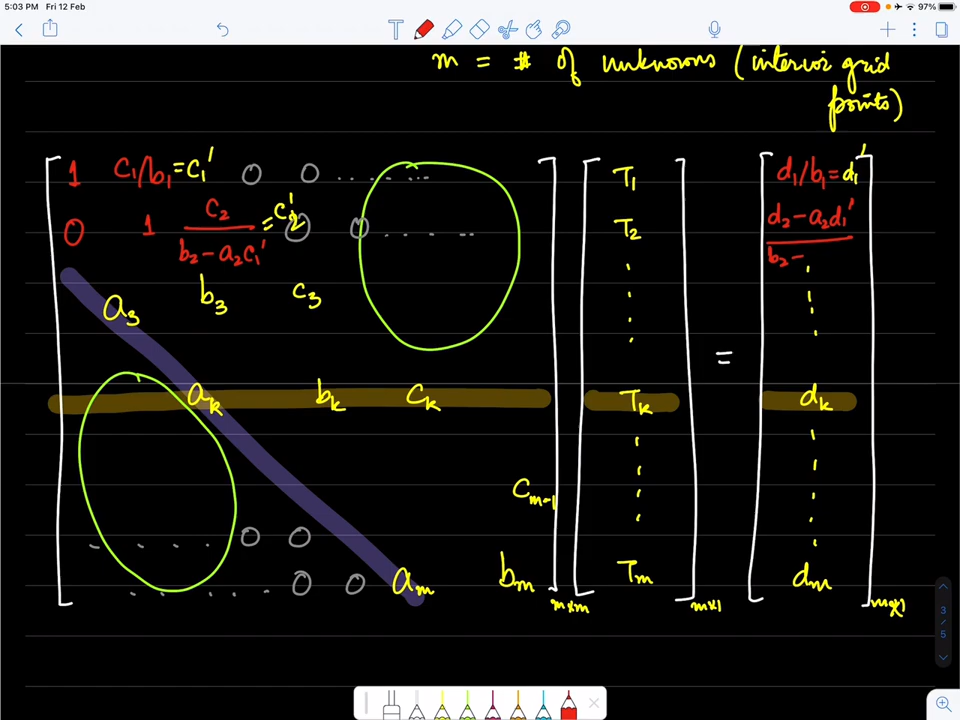 5:03 PM Fri 12 Feb
97%
T
m = # of unknowns (interior grid
points)
1 C₁/b₁ = C₁' 0 0 ........ T₁ d₁/b₁ = d₁'
0 1 C₂/(b₂ - a₂C₁') = C₂' 0 0 ........ T₂ (d₂ - a₂d₁')/(b₂ -
a₃ b₃ C₃
aₖ bₖ Cₖ Tₖ = dₖ
Cₘ₋₁
. . . . . 0 0
. . . . . . 0 0 aₘ bₘ Tₘ dₘ
m×m m×1 m×1
3
/
5